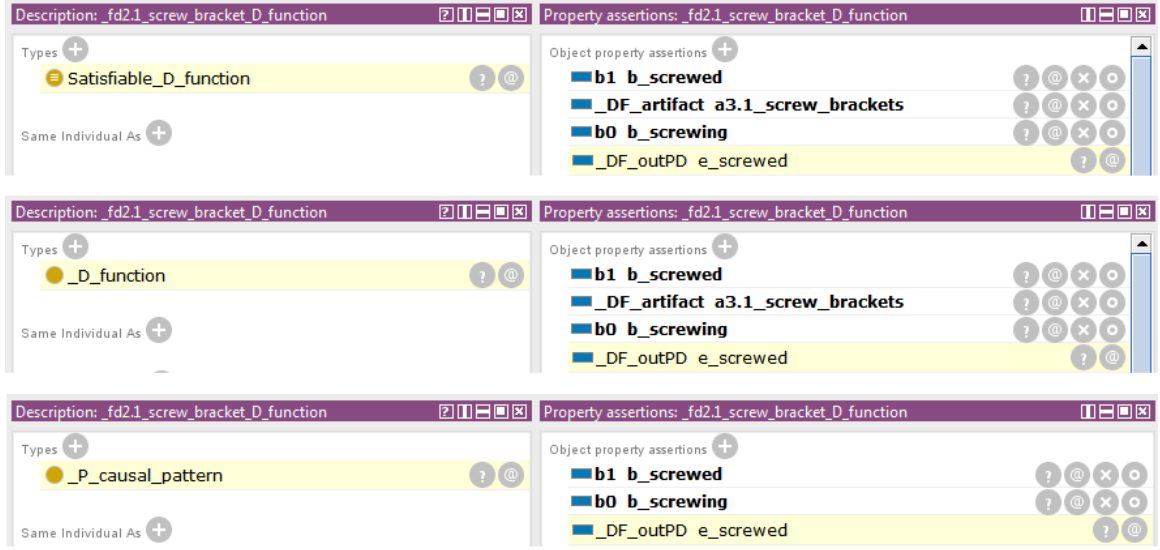 Description: _fd2.1_screw_bracket_D_function
Property assertions: _fd2.1_screw_bracket_D_function
Types
Satisfiable_D_function
Same Individual As
Object property assertions
b1 b_screwed
_DF_artifact a3.1_screw_brackets
b0 b_screwing
_DF_outPD e_screwed
Description: _fd2.1_screw_bracket_D_function
Property assertions: _fd2.1_screw_bracket_D_function
Types
_D_function
Same Individual As
Object property assertions
b1 b_screwed
_DF_artifact a3.1_screw_brackets
b0 b_screwing
_DF_outPD e_screwed
Description: _fd2.1_screw_bracket_D_function
Property assertions: _fd2.1_screw_bracket_D_function
Types
_P_causal_pattern
Same Individual As
Object property assertions
b1 b_screwed
b0 b_screwing
_DF_outPD e_screwed